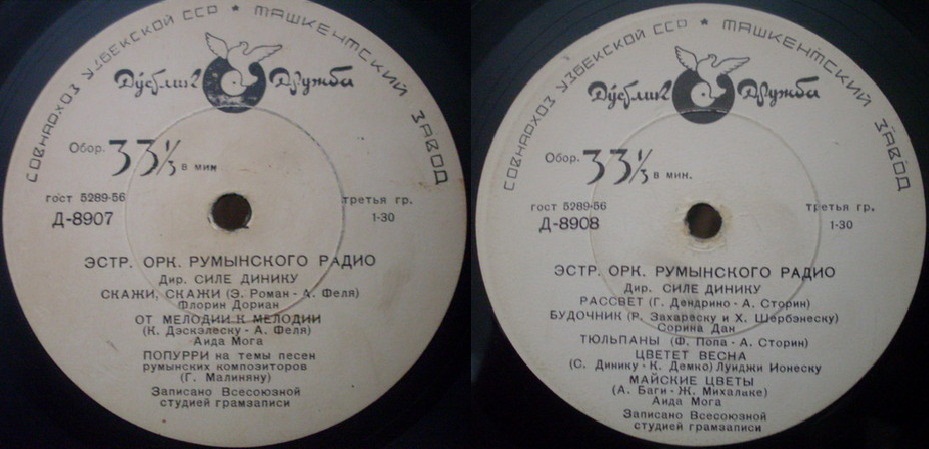 СОВНАРХОЗ УЗБЕКСКОЙ ССР * ТАШКЕНТСКИЙ ЗАВОД
Дўстлик Дружба
Обор. 33⅓ в мин
гост 5289-56
третья гр.
Д-8907
1-30
ЭСТР. ОРК. РУМЫНСКОГО РАДИО
Дир. СИЛЕ ДИНИКУ
СКАЖИ, СКАЖИ (Э. Роман - А. Феля)
Флорин Дориан
ОТ МЕЛОДИИ К МЕЛОДИИ
(К. Дэскэлеску - А. Феля)
Аида Мога
ПОПУРРИ на темы песен
румынских композиторов
(Г. Малиняну)
Записано Всесоюзной
студией грамзаписи
СОВНАРХОЗ УЗБЕКСКОЙ ССР * ТАШКЕНТСКИЙ ЗАВОД
Дўстлик Дружба
Обор. 33⅓ в мин.
гост 5289-56
третья гр.
Д-8908
1-30
ЭСТР. ОРК. РУМЫНСКОГО РАДИО
Дир. СИЛЕ ДИНИКУ
РАССВЕТ (Г. Дендрино - А. Сторин)
БУДОЧНИК (Р. Захареску и Х. Шербэнеску)
Сорина Дан
ТЮЛЬПАНЫ (Ф. Попа - А. Сторин)
ЦВЕТЕТ ВЕСНА
(С. Динику - К. Демко) Луиджи Ионеску
МАЙСКИЕ ЦВЕТЫ
(А. Баги - Ж. Михалаке)
Аида Мога
Записано Всесоюзной
студией грамзаписи